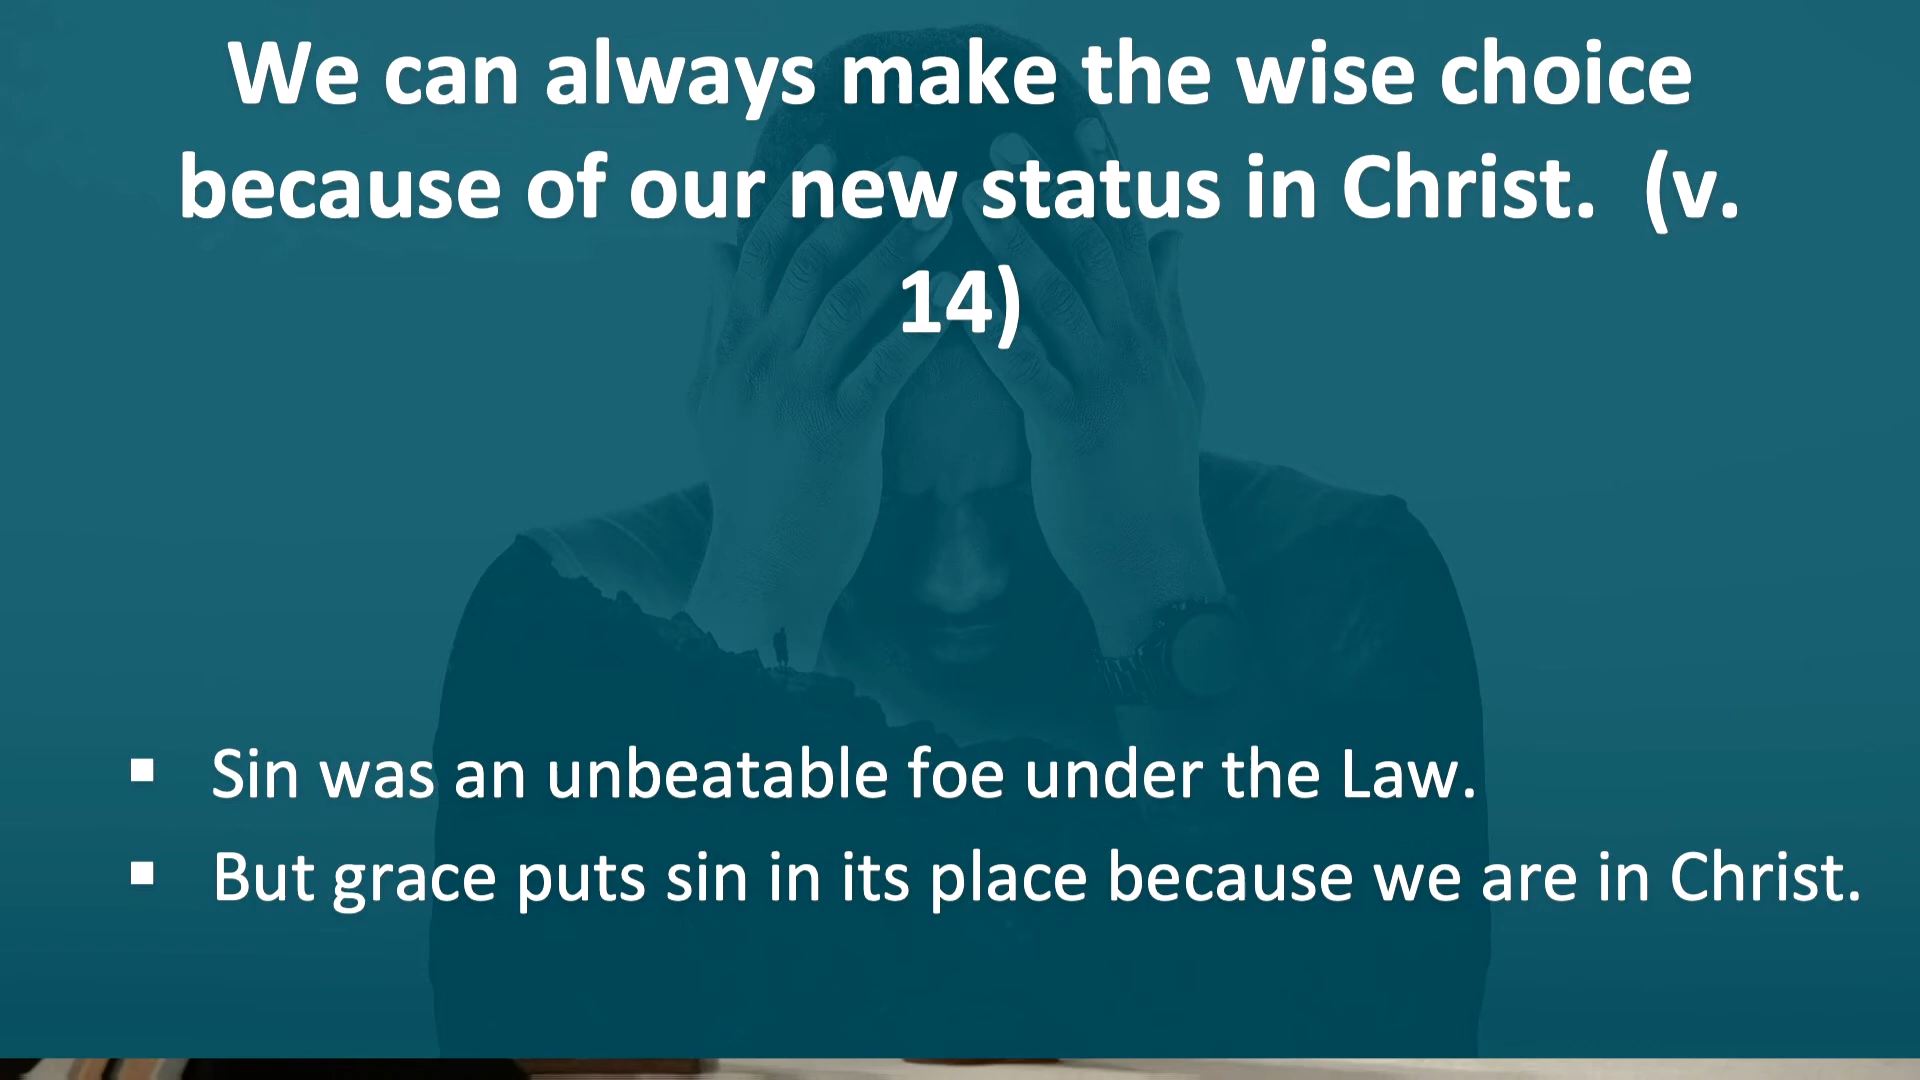 We can always make the wise choice
because of our new status in Christ.  (v.
14)
▪ Sin was an unbeatable foe under the Law.
▪ But grace puts sin in its place because we are in Christ.